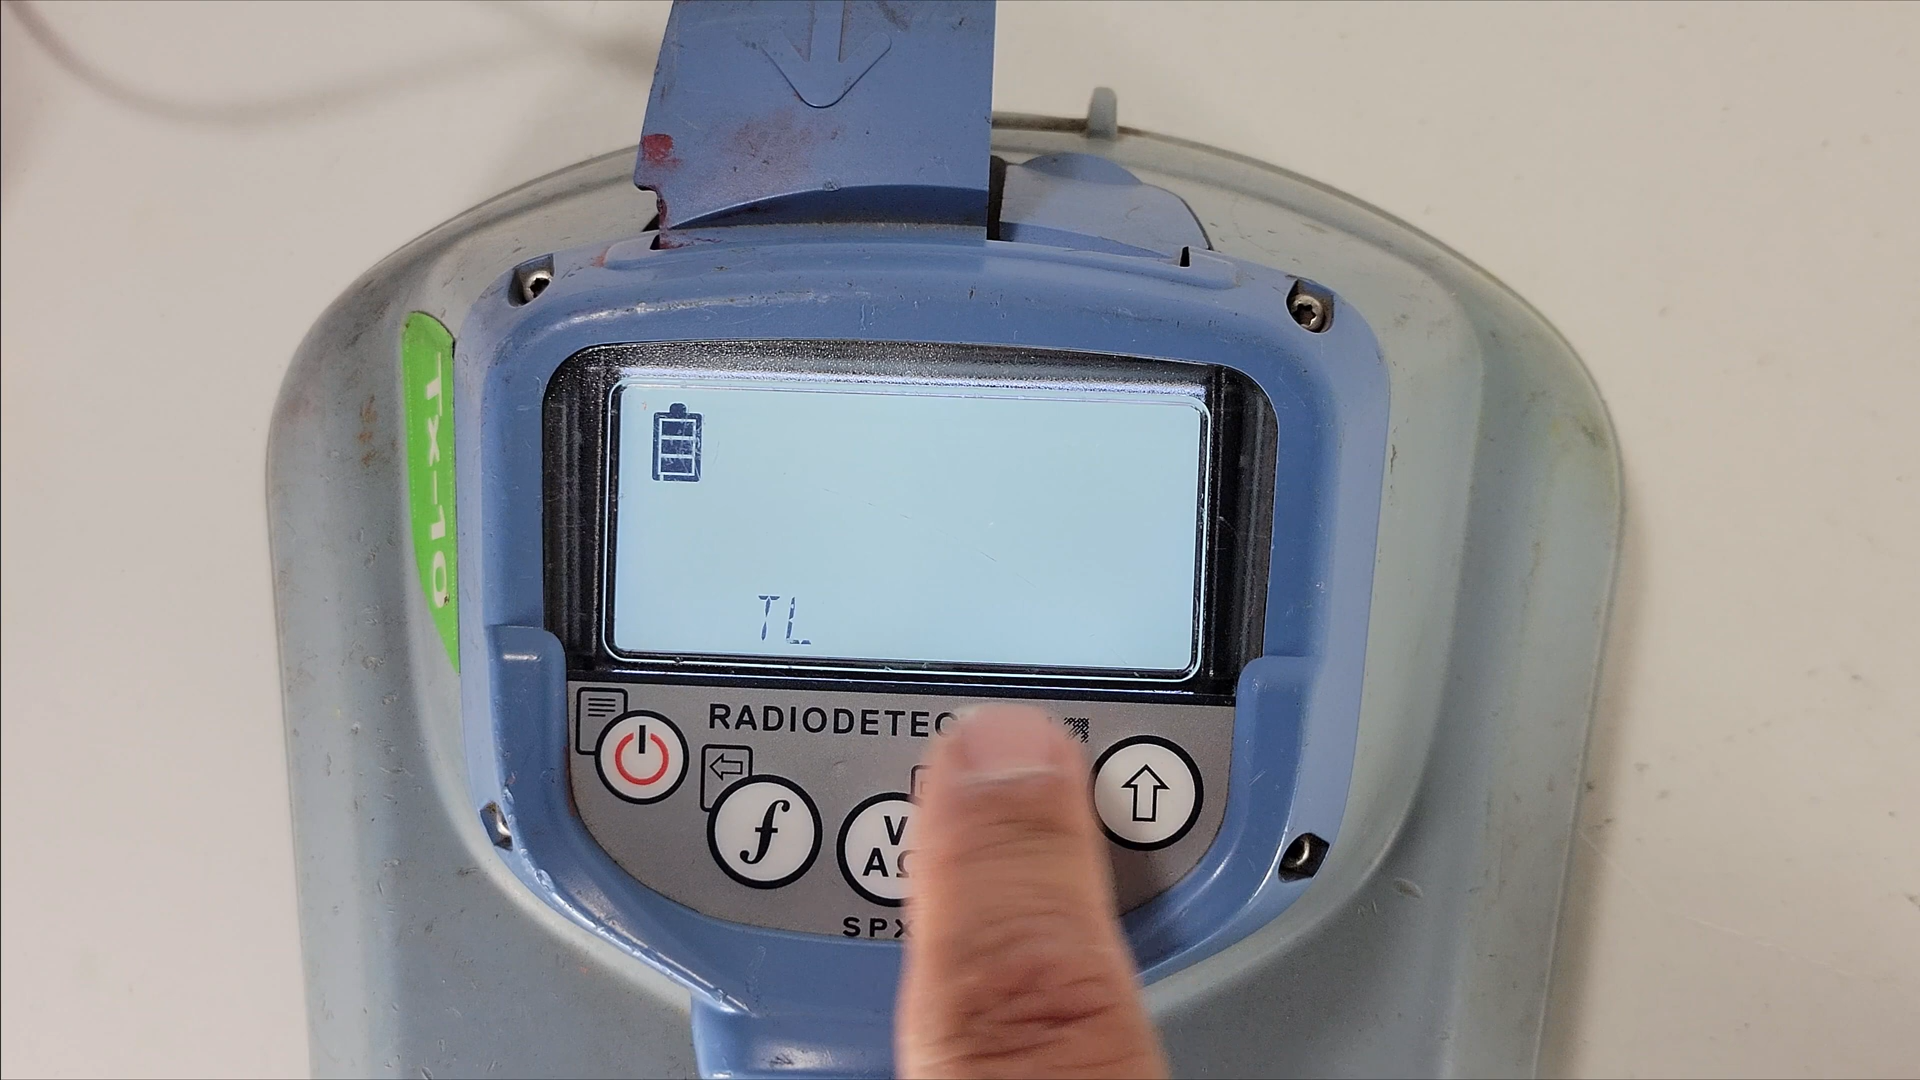 Tx-10
TL
RADIODETEC
f
V
AΩ
SPX